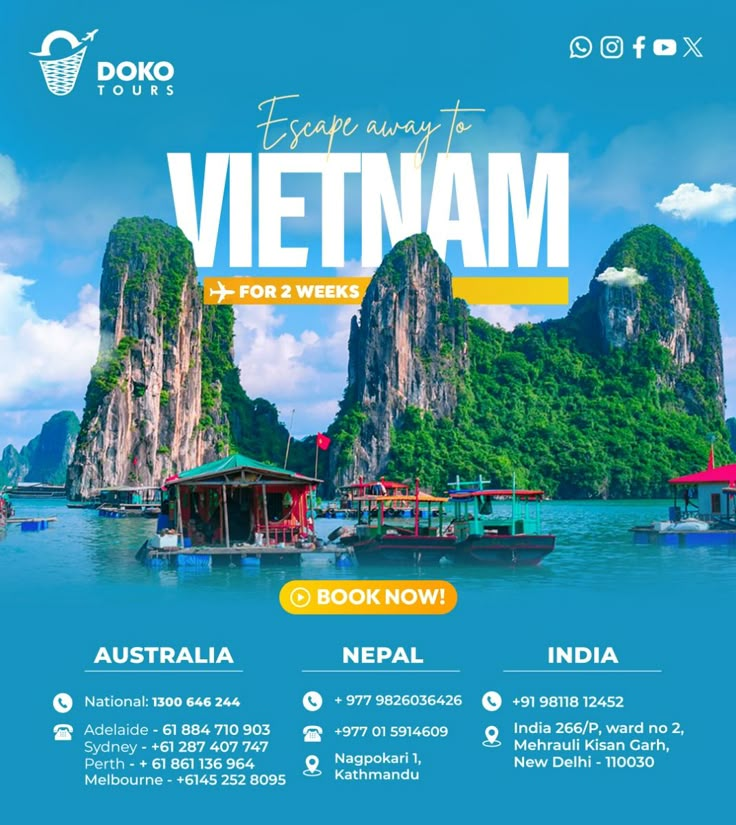 DOKO
TOURS
Escape away to
VIETNAM
FOR 2 WEEKS
BOOK NOW!
AUSTRALIA
National: 1300 646 244
Adelaide - 61 884 710 903
Sydney - +61 287 407 747
Perth - + 61 861 136 964
Melbourne - +6145 252 8095
NEPAL
+ 977 9826036426
+977 01 5914609
Nagpokari 1,
Kathmandu
INDIA
+91 98118 12452
India 266/P, ward no 2,
Mehrauli Kisan Garh,
New Delhi - 110030